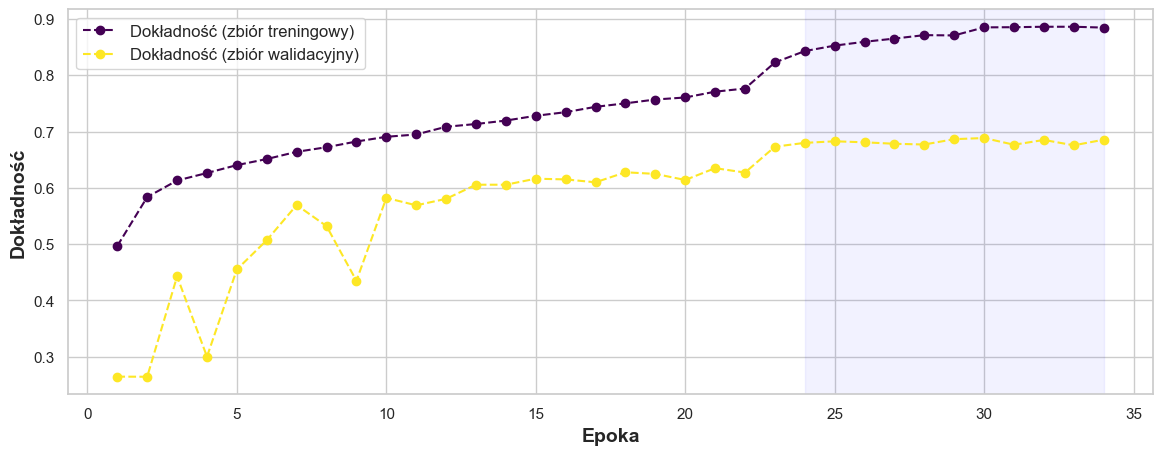 Dokładność (zbiór treningowy)
Dokładność (zbiór walidacyjny)
Dokładność
0.9
0.8
0.7
0.6
0.5
0.4
0.3
0 5 10 15 20 25 30 35
Epoka